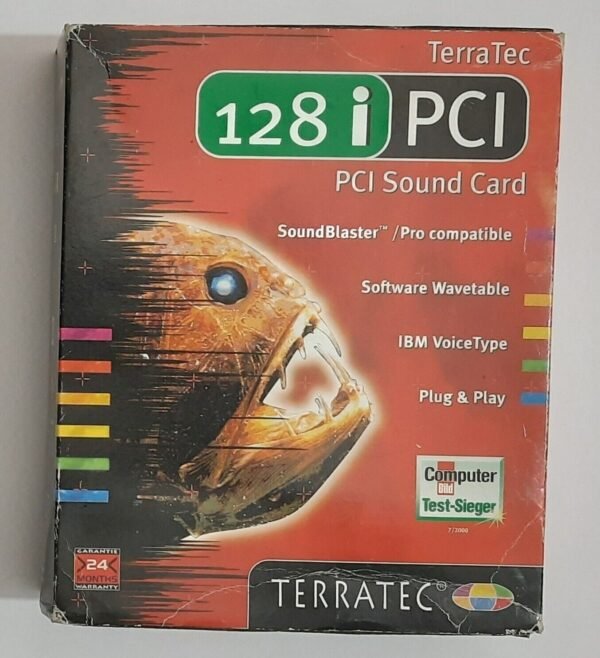 TerraTec
128 i PCI
PCI Sound Card
SoundBlaster™ /Pro compatible
Software Wavetable
IBM VoiceType
Plug & Play
Computer
Bild
Test-Sieger
7/2000
GARANTIE
24
MONTHS
WARRANTY
TERRATEC®